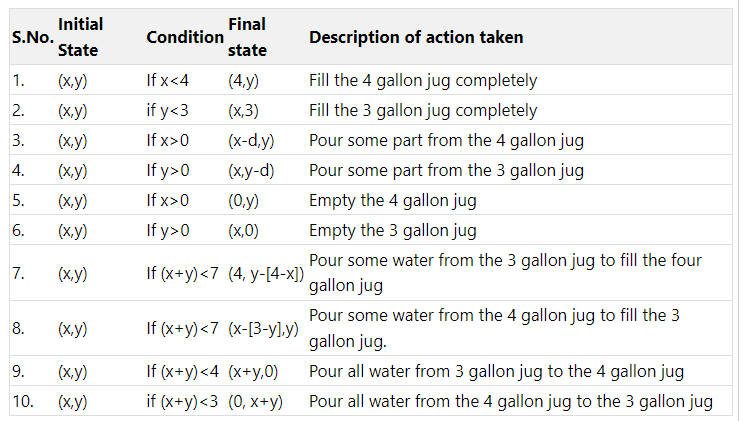 S.No. Initial State Condition Final state Description of action taken
1. (x,y) If x<4 (4,y) Fill the 4 gallon jug completely
2. (x,y) if y<3 (x,3) Fill the 3 gallon jug completely
3. (x,y) If x>0 (x-d,y) Pour some part from the 4 gallon jug
4. (x,y) If y>0 (x,y-d) Pour some part from the 3 gallon jug
5. (x,y) If x>0 (0,y) Empty the 4 gallon jug
6. (x,y) If y>0 (x,0) Empty the 3 gallon jug
7. (x,y) If (x+y)<7 (4, y-[4-x]) Pour some water from the 3 gallon jug to fill the four
gallon jug
8. (x,y) If (x+y)<7 (x-[3-y],y) Pour some water from the 4 gallon jug to fill the 3
gallon jug.
9. (x,y) If (x+y)<4 (x+y,0) Pour all water from 3 gallon jug to the 4 gallon jug
10. (x,y) if (x+y)<3 (0, x+y) Pour all water from the 4 gallon jug to the 3 gallon jug